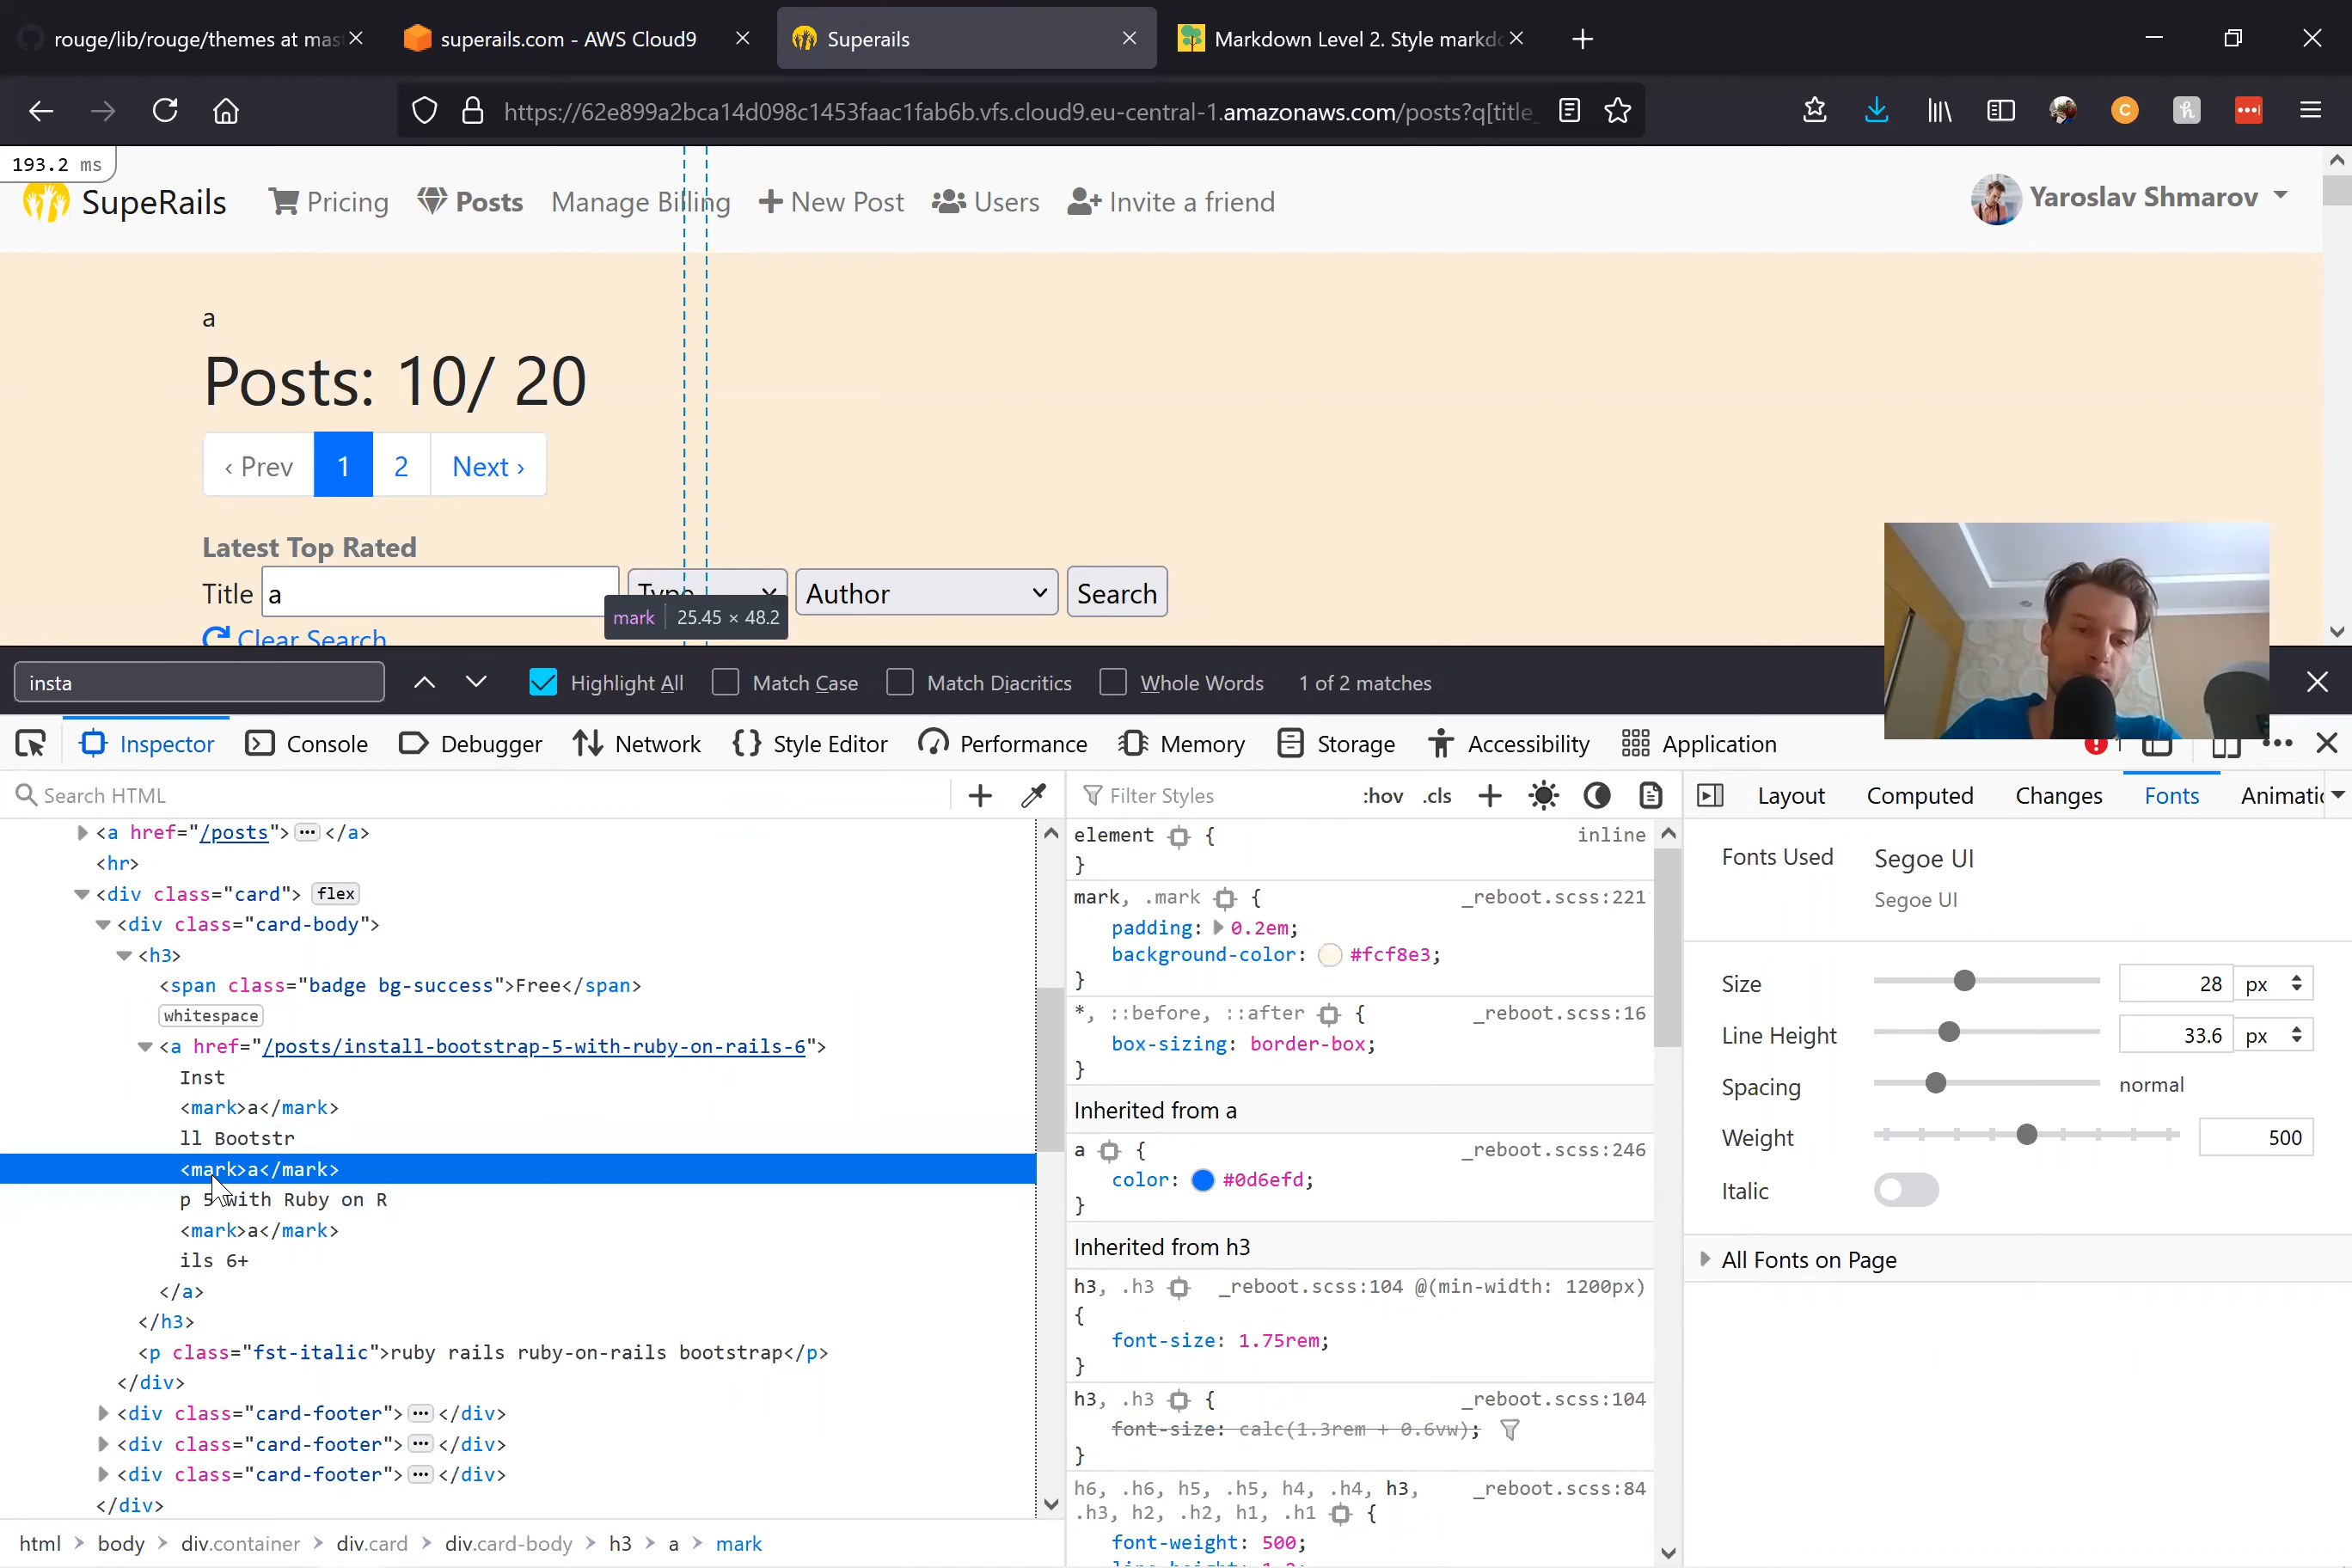 rouge/lib/rouge/themes at mast
superails.com - AWS Cloud9
Superails
Markdown Level 2. Style markdo
https://62e899a2bca14d098c1453faac1fab6b.vfs.cloud9.eu-central-1.amazonaws.com/posts?q[title_
193.2 ms
SupeRails
Pricing
Posts
Manage Billing
New Post
Users
Invite a friend
Yaroslav Shmarov
a
Posts: 10/ 20
‹ Prev 1 2 Next ›
Latest Top Rated
Title a Type Author Search
mark 25.45 × 48.2
Clear Search
insta Highlight All Match Case Match Diacritics Whole Words 1 of 2 matches
Inspector Console Debugger Network Style Editor Performance Memory Storage Accessibility Application 1
Search HTML
<a href="/posts"> ••• </a>
<hr>
<div class="card"> flex
<div class="card-body">
<h3>
<span class="badge bg-success">Free</span>
whitespace
<a href="/posts/install-bootstrap-5-with-ruby-on-rails-6">
Inst
<mark>a</mark>
ll Bootstr
<mark>a</mark>
p 5 with Ruby on R
<mark>a</mark>
ils 6+
</a>
</h3>
<p class="fst-italic">ruby rails ruby-on-rails bootstrap</p>
</div>
<div class="card-footer"> ••• </div>
<div class="card-footer"> ••• </div>
<div class="card-footer"> ••• </div>
</div>
html > body > div.container > div.card > div.card-body > h3 > a > mark
Filter Styles :hov .cls
element { inline
}
mark, .mark { _reboot.scss:221
padding: 0.2em;
background-color: #fcf8e3;
}
*, ::before, ::after { _reboot.scss:16
box-sizing: border-box;
}
Inherited from a
a { _reboot.scss:246
color: #0d6efd;
}
Inherited from h3
h3, .h3 _reboot.scss:104 @(min-width: 1200px)
{
font-size: 1.75rem;
}
h3, .h3 { _reboot.scss:104
font-size: calc(1.3rem + 0.6vw);
}
h6, .h6, h5, .h5, h4, .h4, h3, _reboot.scss:84
.h3, h2, .h2, h1, .h1 {
font-weight: 500;
Layout Computed Changes Fonts Animatio
Fonts Used Segoe UI
Segoe UI
Size 28 px
Line Height 33.6 px
Spacing normal
Weight 500
Italic
All Fonts on Page